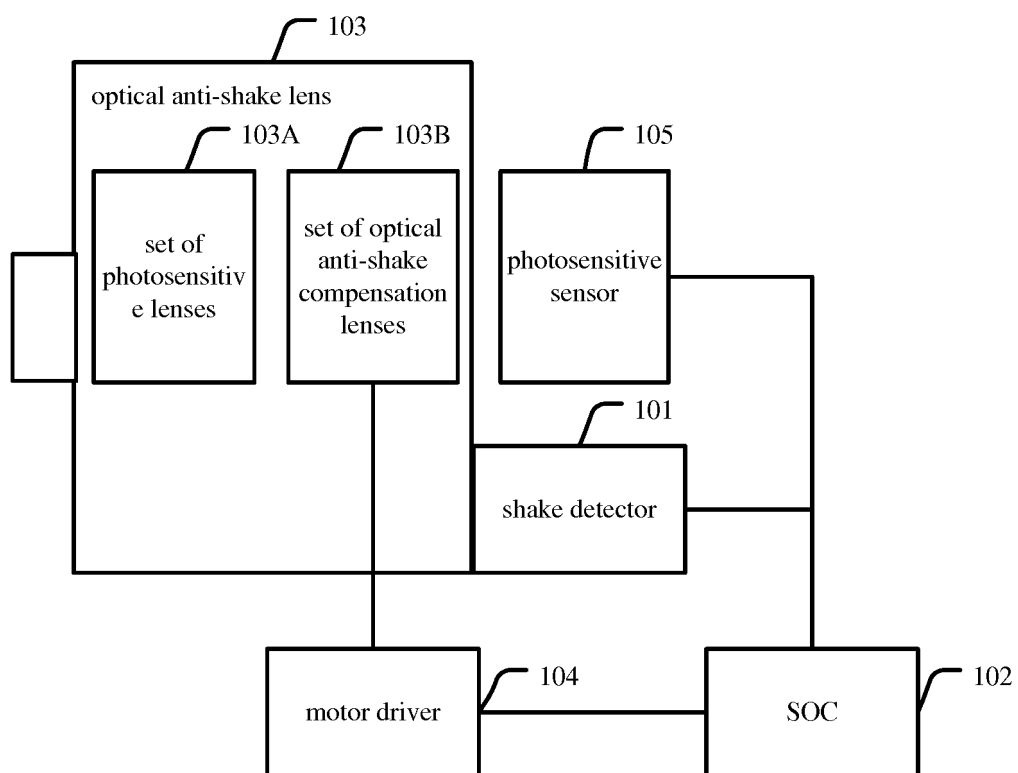 103
optical anti-shake lens
103A
103B
105
set of
photosensitiv
e lenses
set of optical
anti-shake
compensation
lenses
photosensitive
sensor
101
shake detector
104
motor driver
102
SOC